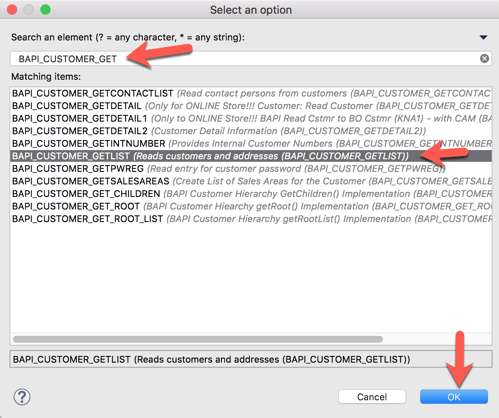 Select an option
Search an element (? = any character, * = any string):
BAPI_CUSTOMER_GET
Matching items:
BAPI_CUSTOMER_GETCONTACTLIST (Read contact persons from customers (BAPI_CUSTOMER_GETCONTACT
BAPI_CUSTOMER_GETDETAIL (Only for ONLINE Store!!! Customer: Read Customer (BAPI_CUSTOMER_GETDE
BAPI_CUSTOMER_GETDETAIL1 (Only to ONLINE Store!!! BAPI Read Cstmr to BO Cstmr (KNA1) - with CAM (B
BAPI_CUSTOMER_GETDETAIL2 (Customer Detail Information (BAPI_CUSTOMER_GETDETAIL2))
BAPI_CUSTOMER_GETINTNUMBER (Provides Internal Customer Numbers (BAPI_CUSTOMER_GETINTNUMBER
BAPI_CUSTOMER_GETLIST (Reads customers and addresses (BAPI_CUSTOMER_GETLIST))
BAPI_CUSTOMER_GETPWREG (Read entry for customer password (BAPI_CUSTOMER_GETPWREG))
BAPI_CUSTOMER_GETSALESAREAS (Create List of Sales Areas for the Customer (BAPI_CUSTOMER_GETSALE
BAPI_CUSTOMER_GET_CHILDREN (BAPI Customer Hierarchy GetChildren() Implementation (BAPI_CUSTOMER_
BAPI_CUSTOMER_GET_ROOT (BAPI Customer Hiearchy getRoot() Implementation (BAPI_CUSTOMER_GET_ROO
BAPI_CUSTOMER_GET_ROOT_LIST (BAPI Customer Hierarchy getRootList() Implementation (BAPI_CUSTOMER
BAPI_CUSTOMER_GETLIST (Reads customers and addresses (BAPI_CUSTOMER_GETLIST))
?
Cancel
OK